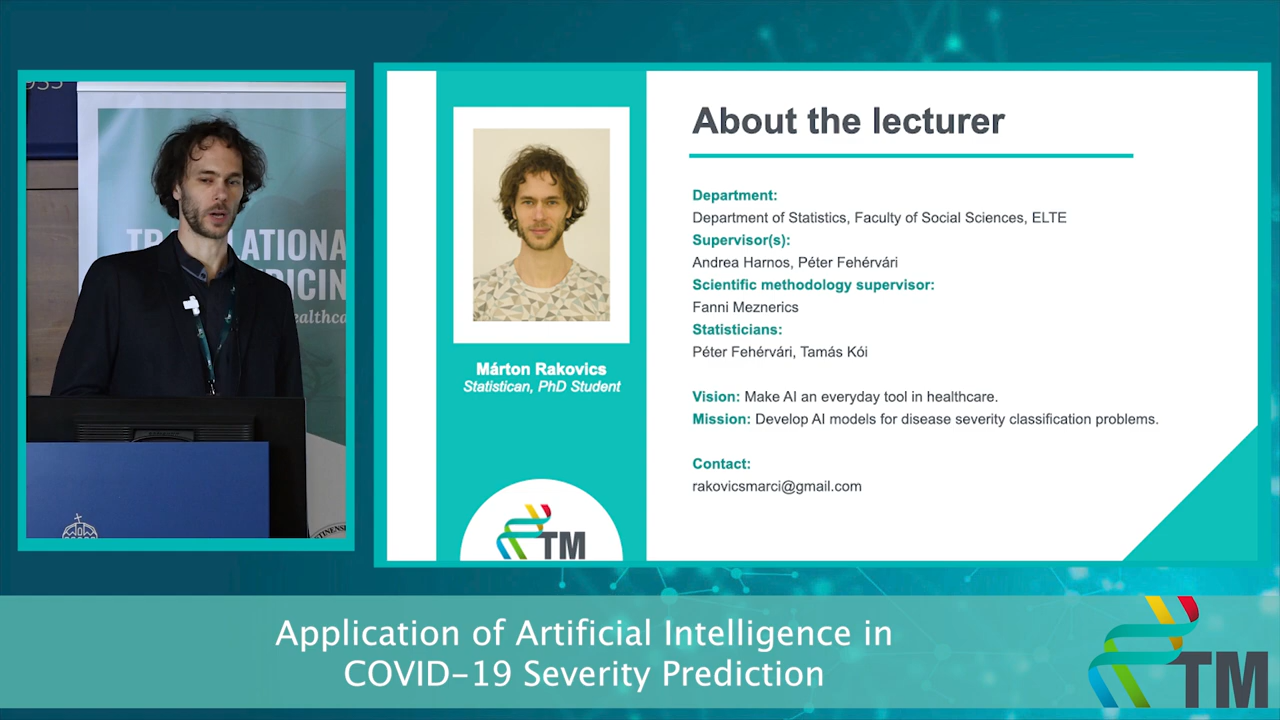 TRANSLATIONA
DICIN
ealthca
About the lecturer
Department:
Department of Statistics, Faculty of Social Sciences, ELTE
Supervisor(s):
Andrea Harnos, Péter Fehérvári
Scientific methodology supervisor:
Fanni Meznerics
Statisticians:
Péter Fehérvári, Tamás Kói
Vision: Make AI an everyday tool in healthcare.
Mission: Develop AI models for disease severity classification problems.
Contact:
rakovicsmarci@gmail.com
Márton Rakovics
Statistican, PhD Student
TM
Application of Artificial Intelligence in
COVID-19 Severity Prediction
TM